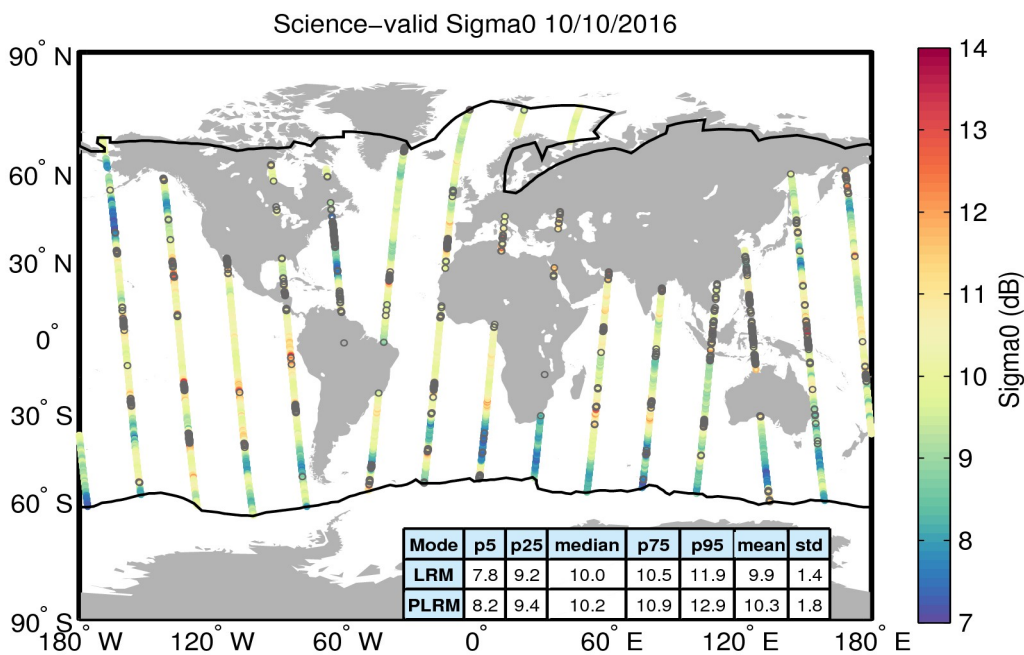 Science−valid Sigma0 10/10/2016
90° N
60° N
30° N
0°
30° S
60° S
90° S
180° W
120° W
60° W
0°
60° E
120° E
180° E
14
13
12
11
10
9
8
7
Sigma0 (dB)
Mode p5 p25 median p75 p95 mean std
LRM 7.8 9.2 10.0 10.5 11.9 9.9 1.4
PLRM 8.2 9.4 10.2 10.9 12.9 10.3 1.8